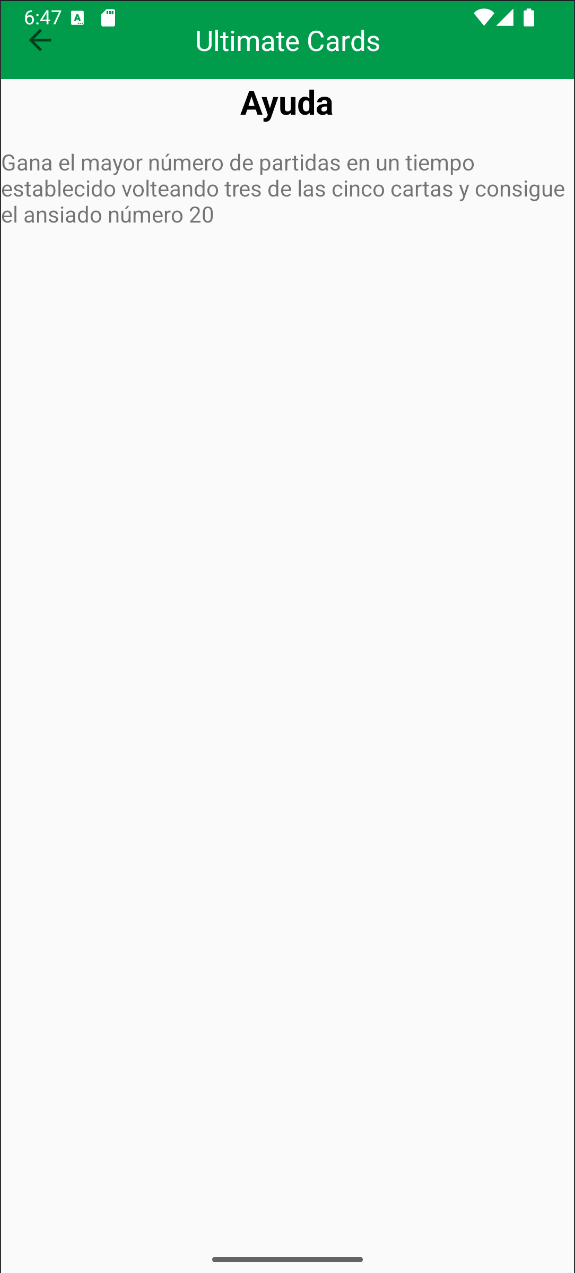 6:47
Ultimate Cards
Ayuda
Gana el mayor número de partidas en un tiempo
establecido volteando tres de las cinco cartas y consigue
el ansiado número 20